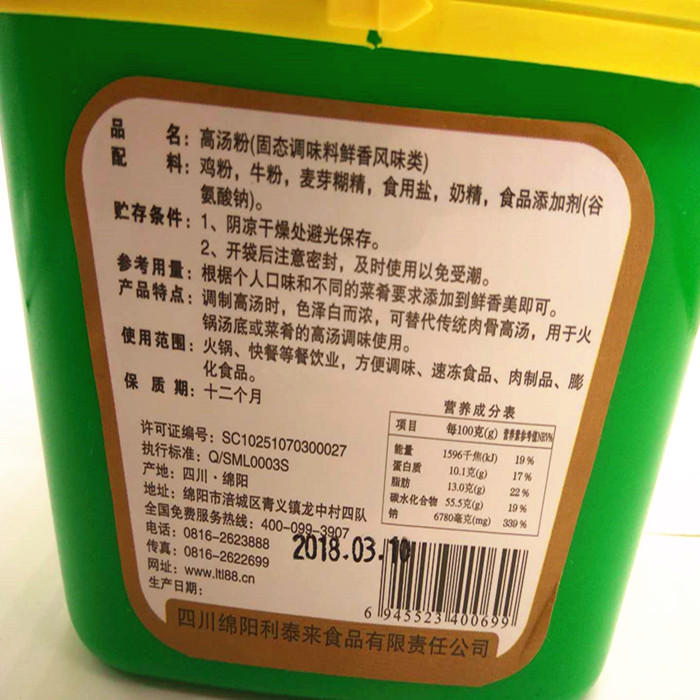 品 名：高汤粉(固态调味料鲜香风味类)
配 料：鸡粉，牛粉，麦芽糊精，食用盐，奶精，食品添加剂(谷
氨酸钠)。
贮存条件：1、阴凉干燥处避光保存。
2、开袋后注意密封，及时使用以免受潮。
参考用量：根据个人口味和不同的菜肴要求添加到鲜香美即可。
产品特点：调制高汤时，色泽白而浓，可替代传统肉骨高汤，用于火
锅汤底或菜肴的高汤调味使用。
使用范围：火锅、快餐等餐饮业，方便调味、速冻食品、肉制品、膨
化食品。
保 质 期：十二个月
许可证编号：SC10251070300027
执行标准：Q/SML0003S
产地：四川·绵阳
地址：绵阳市涪城区青义镇龙中村四队
全国免费服务热线：400-099-3907
电话：0816-2623888
传真：0816-2622699
网址：www.ltl88.cn
生产日期：
2018.03.10
营养成分表
项目 每100克(g) 营养素参考值NRV%
能量 1596千焦(kJ) 19%
蛋白质 10.1克(g) 17%
脂肪 13.0克(g) 22%
碳水化合物 55.5克(g) 19%
钠 6780毫克(mg) 339%
6 945523 400699
四川绵阳利泰来食品有限责任公司